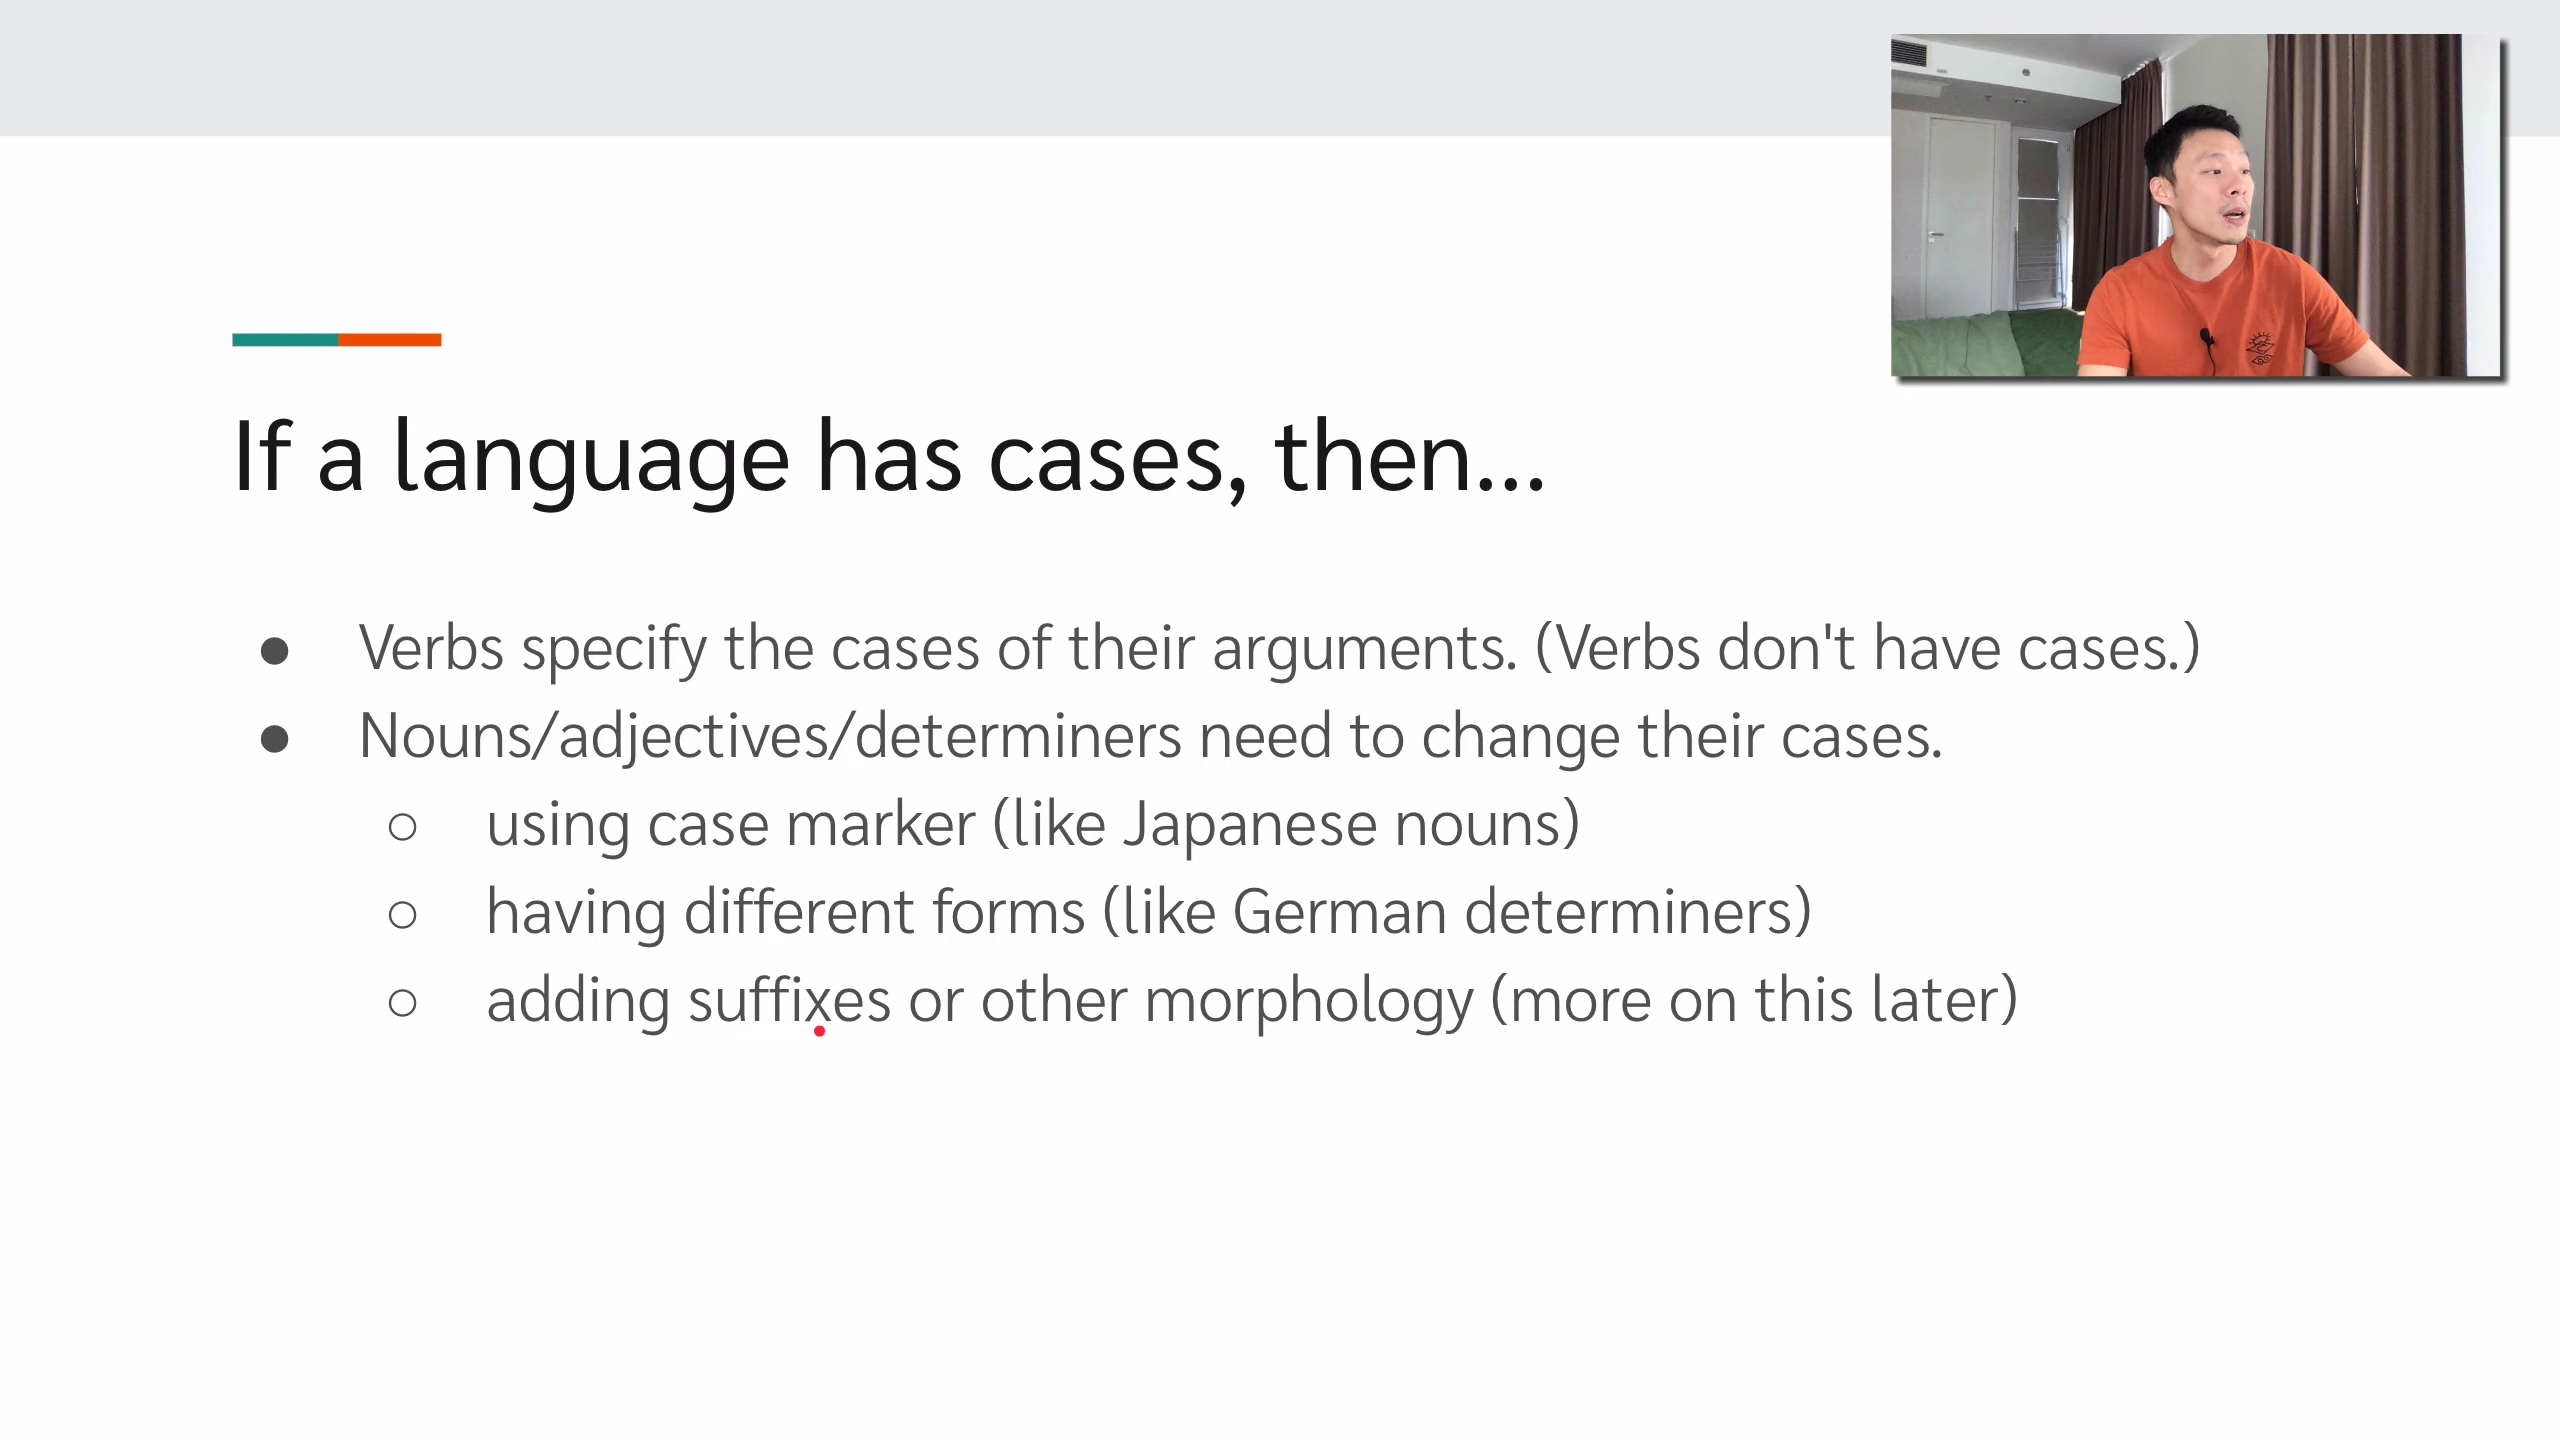 If a language has cases, then...
● Verbs specify the cases of their arguments. (Verbs don't have cases.)
● Nouns/adjectives/determiners need to change their cases.
○ using case marker (like Japanese nouns)
○ having different forms (like German determiners)
○ adding suffixes or other morphology (more on this later)